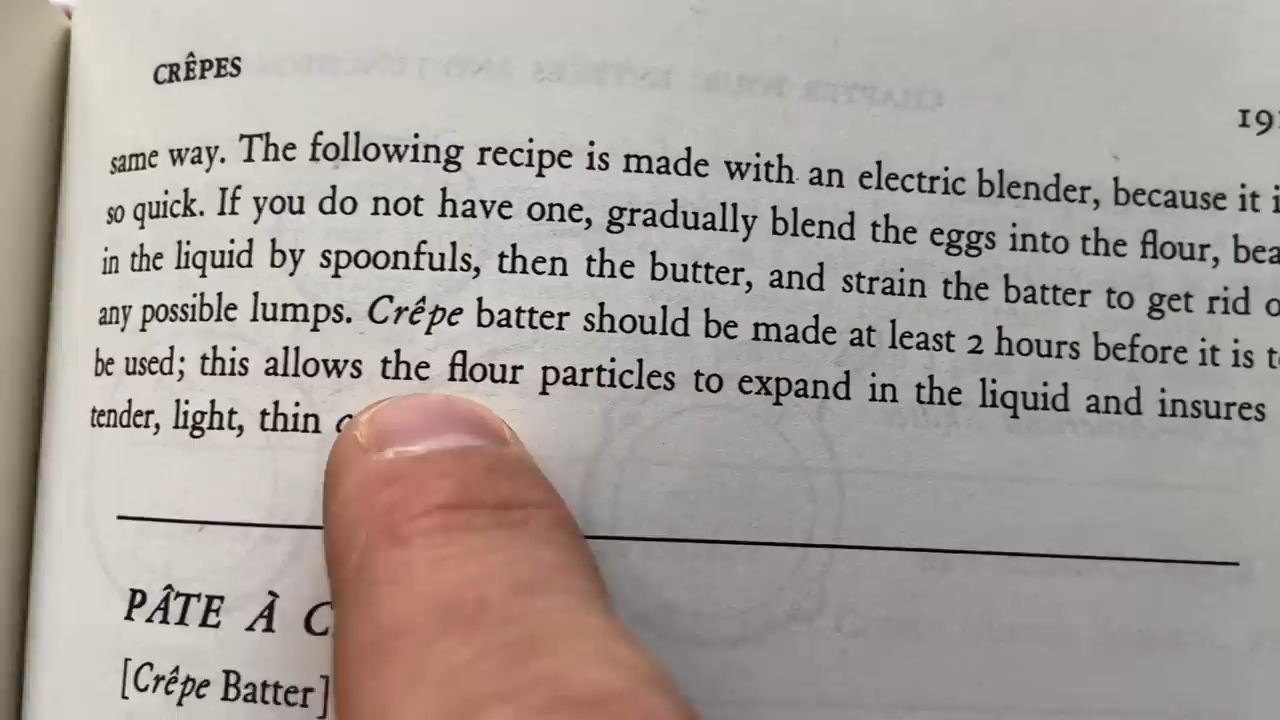 CRÊPES
same way. The following recipe is made with an electric blender, because it
so quick. If you do not have one, gradually blend the eggs into the flour,
in the liquid by spoonfuls, then the butter, and strain the batter to get rid
any possible lumps. Crêpe batter should be made at least 2 hours before it is
be used; this allows the flour particles to expand in the liquid and insures
tender, light, thin
PÂTE À
[Crêpe Batter]